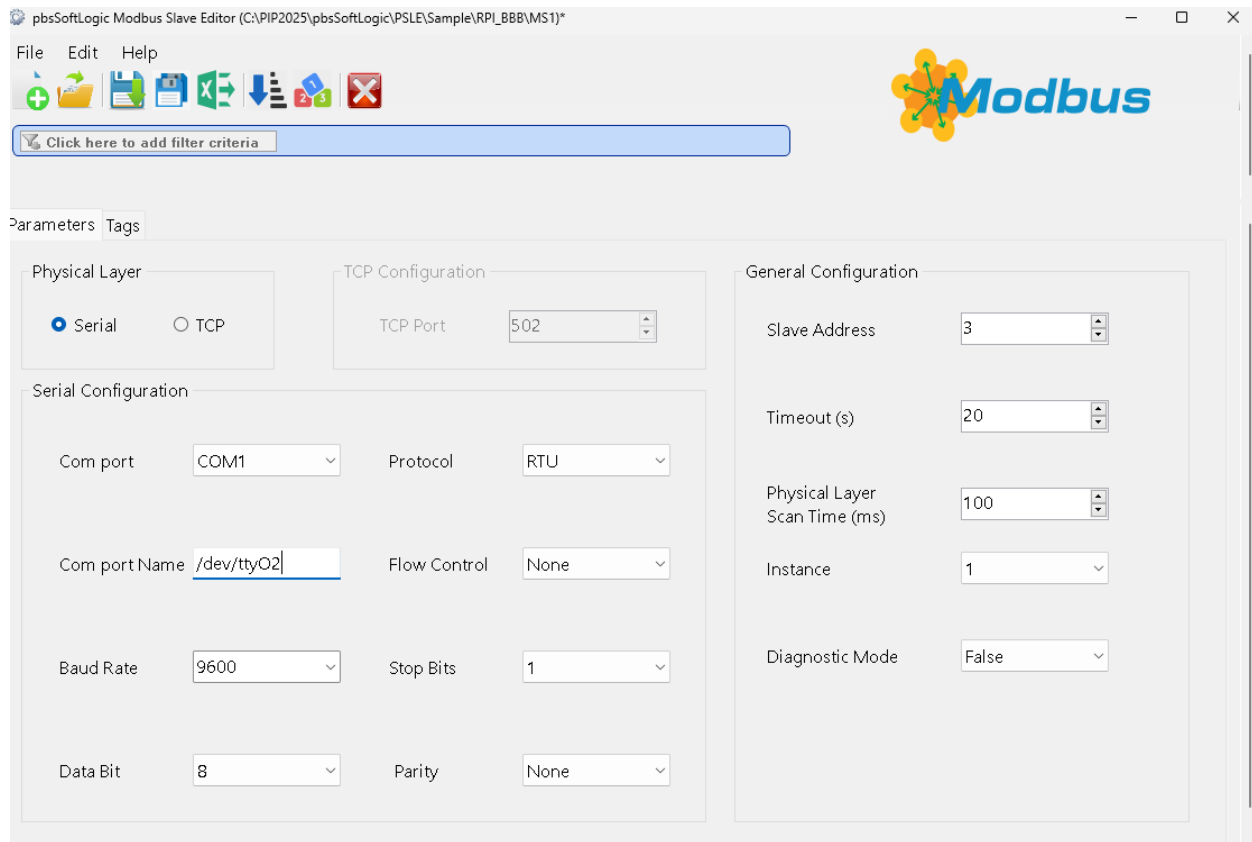 pbsSoftLogic Modbus Slave Editor (C:\PIP2025\pbsSoftLogic\PSLE\Sample\RPI_BBB\MS1)*
File Edit Help
Modbus
Click here to add filter criteria
Parameters Tags
Physical Layer
Serial TCP
TCP Configuration
TCP Port 502
General Configuration
Slave Address 3
Timeout (s) 20
Physical Layer
Scan Time (ms) 100
Instance 1
Diagnostic Mode False
Serial Configuration
Com port COM1 Protocol RTU
Com port Name /dev/ttyO2 Flow Control None
Baud Rate 9600 Stop Bits 1
Data Bit 8 Parity None